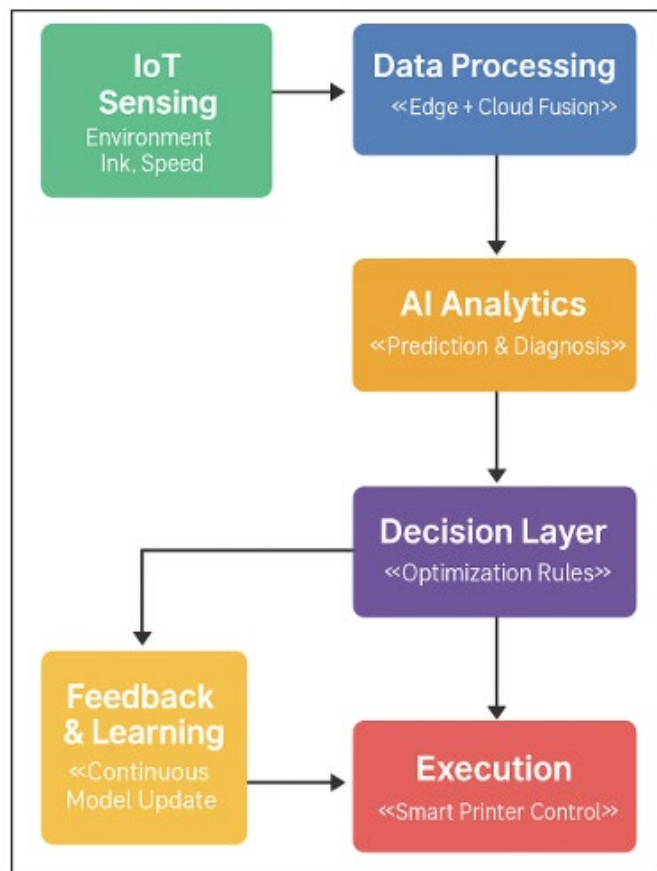 IoT
Sensing
Environment
Ink, Speed
Data Processing
«Edge + Cloud Fusion»
AI Analytics
«Prediction & Diagnosis»
Decision Layer
«Optimization Rules»
Feedback
& Learning
«Continuous
Model Update
Execution
«Smart Printer Control»